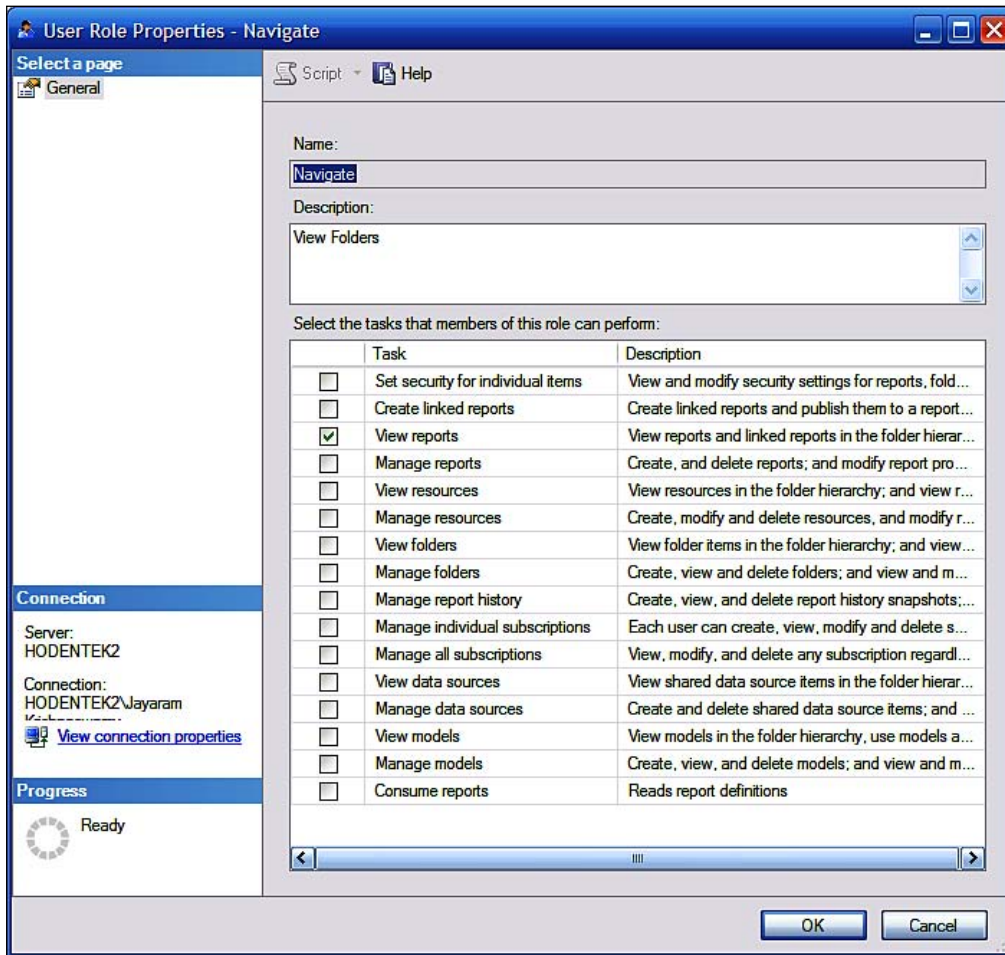 User Role Properties - Navigate
Select a page
General
Script Help
Name:
Navigate
Description:
View Folders
Select the tasks that members of this role can perform:
Task Description
Set security for individual items View and modify security settings for reports, fold...
Create linked reports Create linked reports and publish them to a report...
View reports View reports and linked reports in the folder hierar...
Manage reports Create, and delete reports; and modify report pro...
View resources View resources in the folder hierarchy; and view r...
Manage resources Create, modify and delete resources, and modify r...
View folders View folder items in the folder hierarchy; and view...
Manage folders Create, view and delete folders; and view and m...
Manage report history Create, view, and delete report history snapshots;...
Manage individual subscriptions Each user can create, view, modify and delete s...
Manage all subscriptions View, modify, and delete any subscription regardl...
View data sources View shared data source items in the folder hierar...
Manage data sources Create and delete shared data source items; and ...
View models View models in the folder hierarchy, use models a...
Manage models Create, view, and delete models; and view and m...
Consume reports Reads report definitions
Connection
Server:
HODENTEK2
Connection:
HODENTEK2\Jayaram
View connection properties
Progress
Ready
OK Cancel